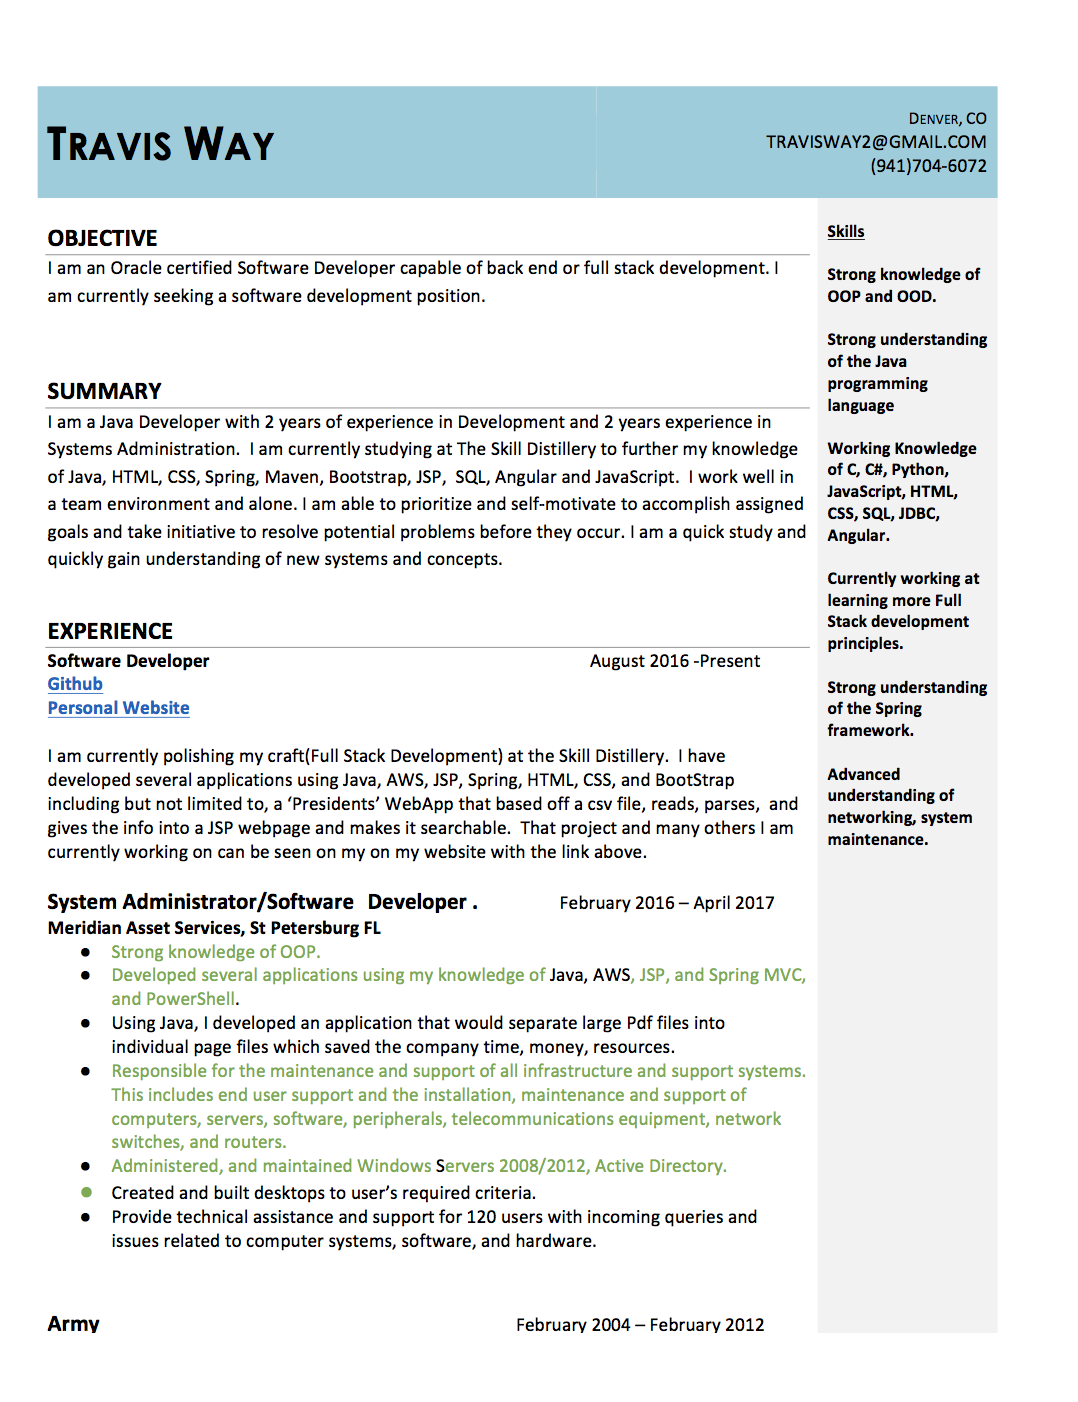 TRAVIS WAY
DENVER, CO
TRAVISWAY2@GMAIL.COM
(941)704-6072
OBJECTIVE
I am an Oracle certified Software Developer capable of back end or full stack development. I
am currently seeking a software development position.
SUMMARY
I am a Java Developer with 2 years of experience in Development and 2 years experience in
Systems Administration.  I am currently studying at The Skill Distillery to further my knowledge
of Java, HTML, CSS, Spring, Maven, Bootstrap, JSP,  SQL, Angular and JavaScript.  I work well in
a team environment and alone. I am able to prioritize and self-motivate to accomplish assigned
goals and take initiative to resolve potential problems before they occur. I am a quick study and
quickly gain understanding of new systems and concepts.
EXPERIENCE
Software Developer August 2016 -Present
Github
Personal Website
I am currently polishing my craft(Full Stack Development) at the Skill Distillery.  I have
developed several applications using Java, AWS, JSP, Spring, HTML, CSS, and BootStrap
including but not limited to, a ‘Presidents’ WebApp that based off a csv file, reads, parses,  and
gives the info into a JSP webpage and makes it searchable.  That project and many others I am
currently working on can be seen on my on my website with the link above.
System Administrator/Software  Developer . February 2016 – April 2017
Meridian Asset Services, St Petersburg FL
● Strong knowledge of OOP.
● Developed several applications using my knowledge of Java, AWS, JSP, and Spring MVC,
and PowerShell.
● Using Java, I developed an application that would separate large Pdf files into
individual page files which saved the company time, money, resources.
● Responsible for the maintenance and support of all infrastructure and support systems.
This includes end user support and the installation, maintenance and support of
computers, servers, software, peripherals, telecommunications equipment, network
switches, and routers.
● Administered, and maintained Windows Servers 2008/2012, Active Directory.
● Created and built desktops to user’s required criteria.
● Provide technical assistance and support for 120 users with incoming queries and
issues related to computer systems, software, and hardware.
Army February 2004 – February 2012
Skills
Strong knowledge of
OOP and OOD.
Strong understanding
of the Java
programming
language
Working Knowledge
of C, C#, Python,
JavaScript, HTML,
CSS, SQL, JDBC,
Angular.
Currently working at
learning more Full
Stack development
principles.
Strong understanding
of the Spring
framework.
Advanced
understanding of
networking, system
maintenance.